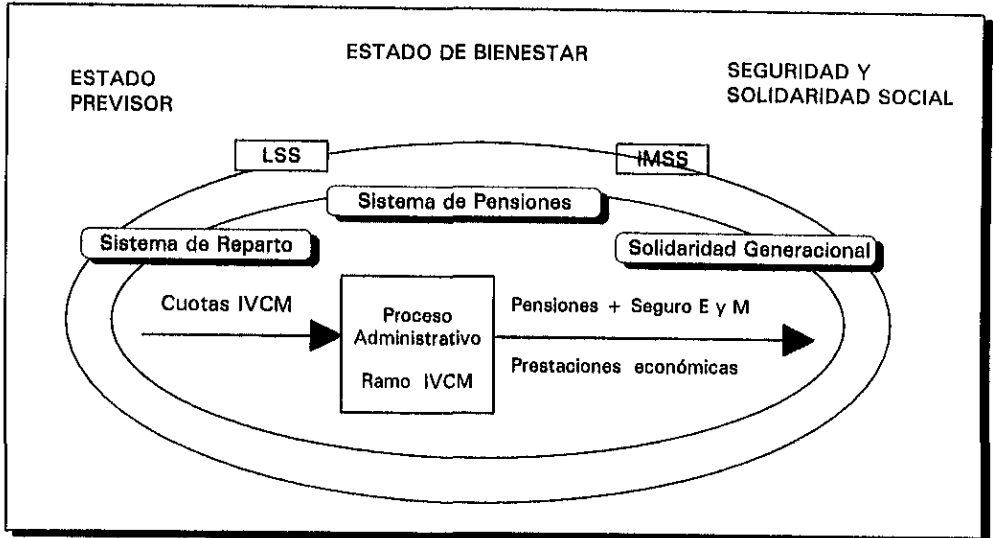 ESTADO DE BIENESTAR
ESTADO
PREVISOR
SEGURIDAD Y
SOLIDARIDAD SOCIAL
LSS
IMSS
Sistema de Pensiones
Sistema de Reparto
Solidaridad Generacional
Cuotas IVCM
Proceso
Administrativo
Ramo IVCM
Pensiones + Seguro E y M
Prestaciones económicas